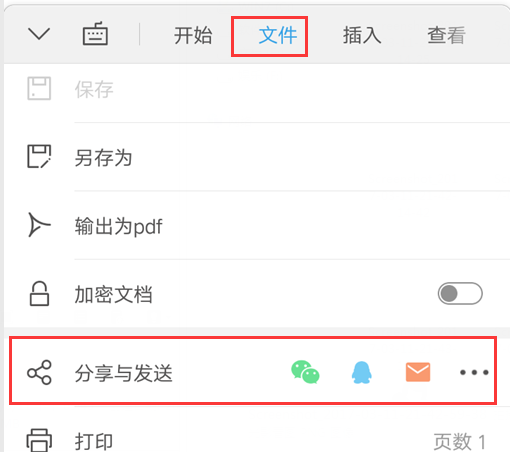 开始 文件 插入 查看
保存
另存为
输出为pdf
加密文档
分享与发送
打印 页数 1